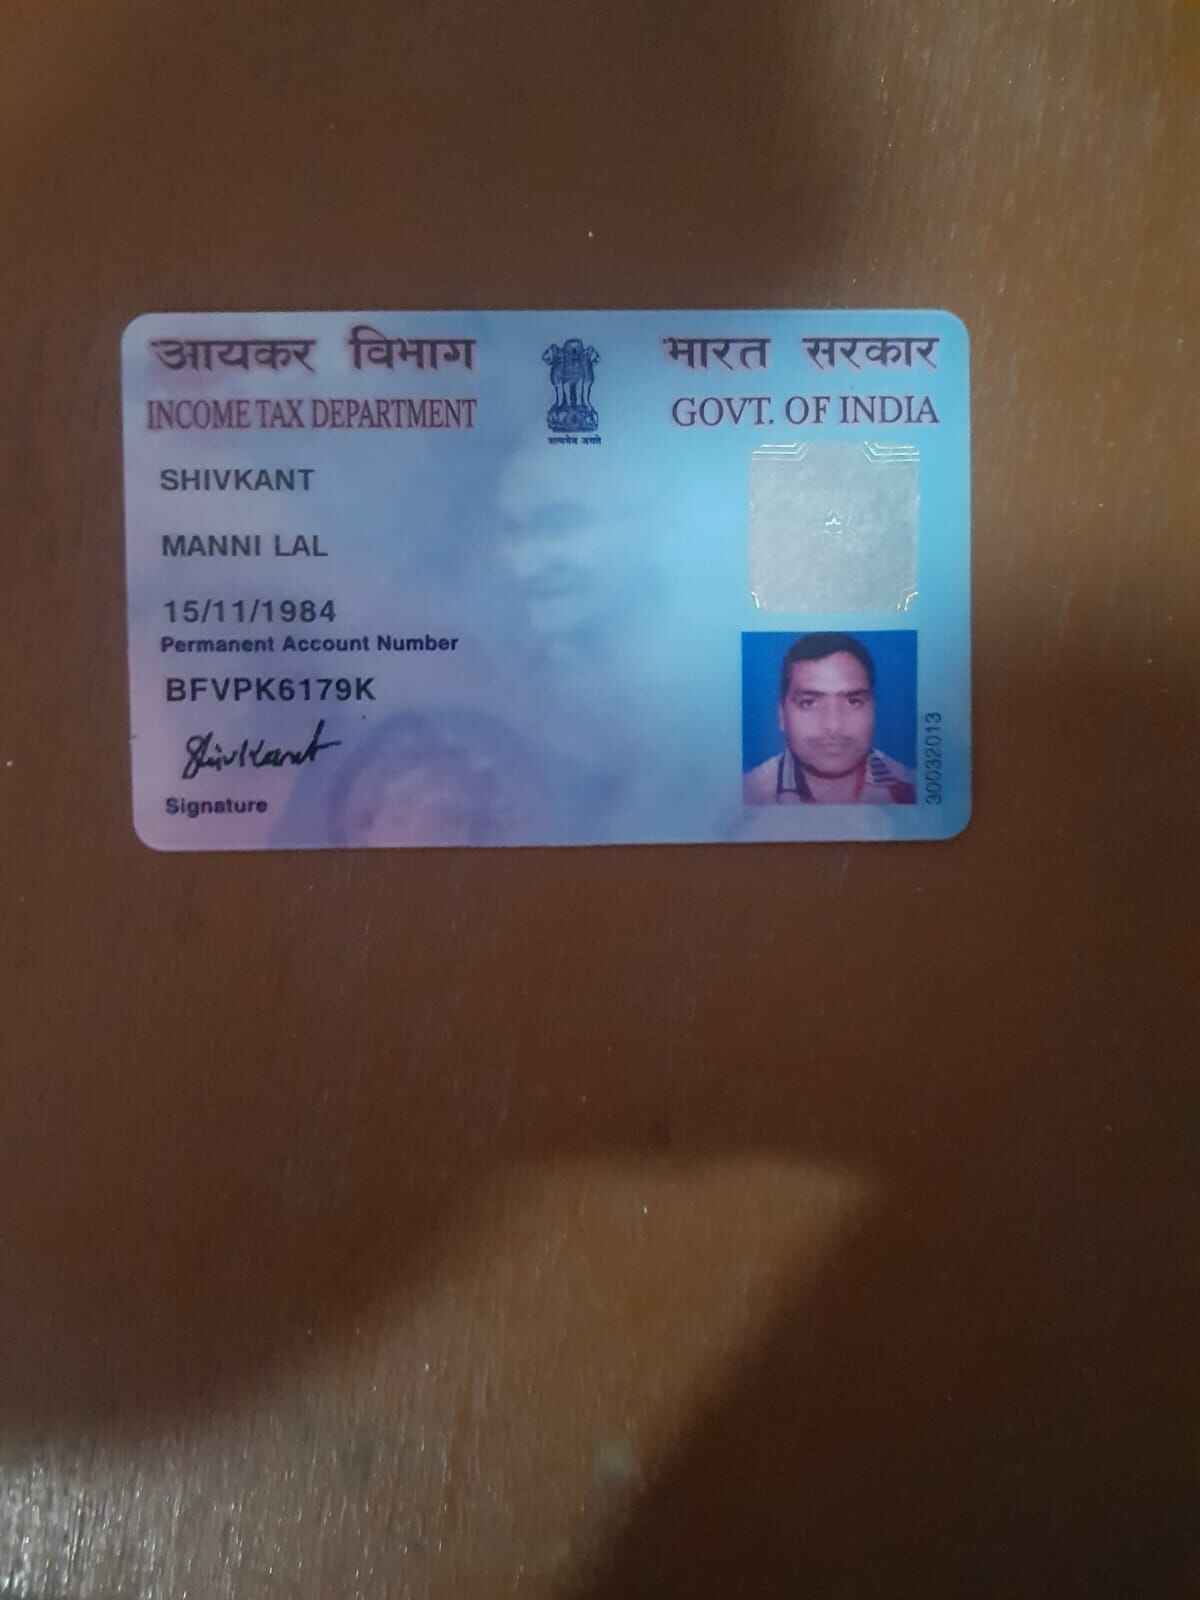 आयकर विभाग
INCOME TAX DEPARTMENT
भारत सरकार
GOVT. OF INDIA
सत्यमेव जयते
SHIVKANT
MANNI LAL
15/11/1984
Permanent Account Number
BFVPK6179K
Shivkant
Signature
30032013